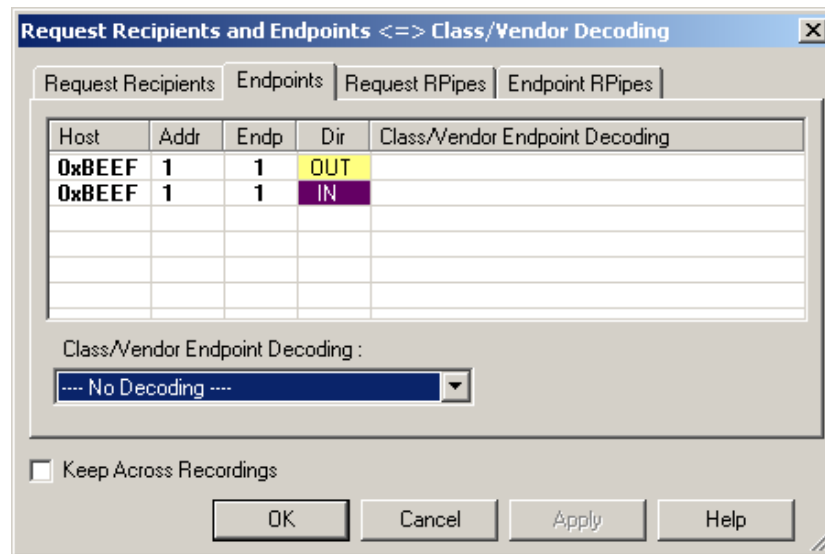 Request Recipients and Endpoints <=> Class/Vendor Decoding
Request Recipients Endpoints Request RPipes Endpoint RPipes
Host Addr Endp Dir Class/Vendor Endpoint Decoding
0xBEEF 1 1 OUT
0xBEEF 1 1 IN
Class/Vendor Endpoint Decoding :
---- No Decoding ----
Keep Across Recordings
OK Cancel Apply Help